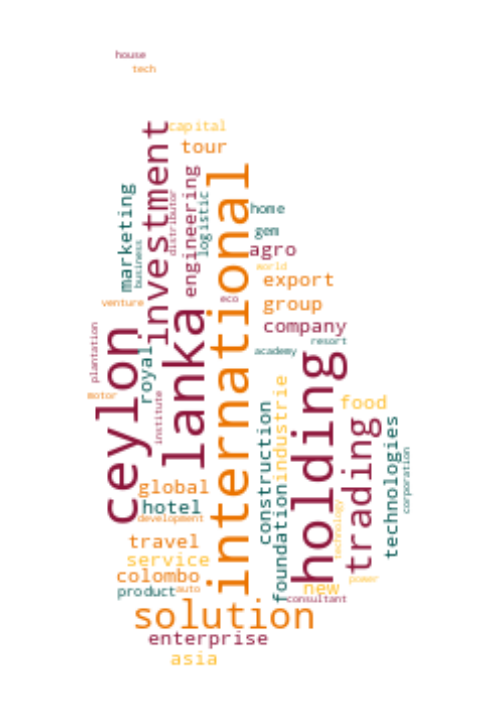 house
tech
capital
tour
investment
international
engineering
marketing
distributor
logistic
business
home
gem
agro
world
export
eco
venture
group
company
lanka
ceylon
plantation
resort
academy
royal
holding
institute
motor
industrie
food
construction
trading
technologies
corporation
global
hotel
development
foundation
technology
travel
service
colombo
power
product
auto
new
consultant
solution
enterprise
asia